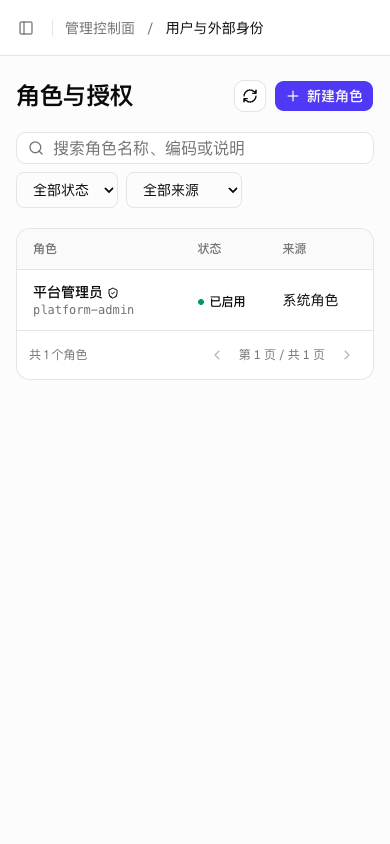 管理控制面 / 用户与外部身份
角色与授权
新建角色
搜索角色名称、编码或说明
全部状态 全部来源
角色 状态 来源
平台管理员 已启用 系统角色
platform-admin
共 1 个角色 第 1 页 / 共 1 页